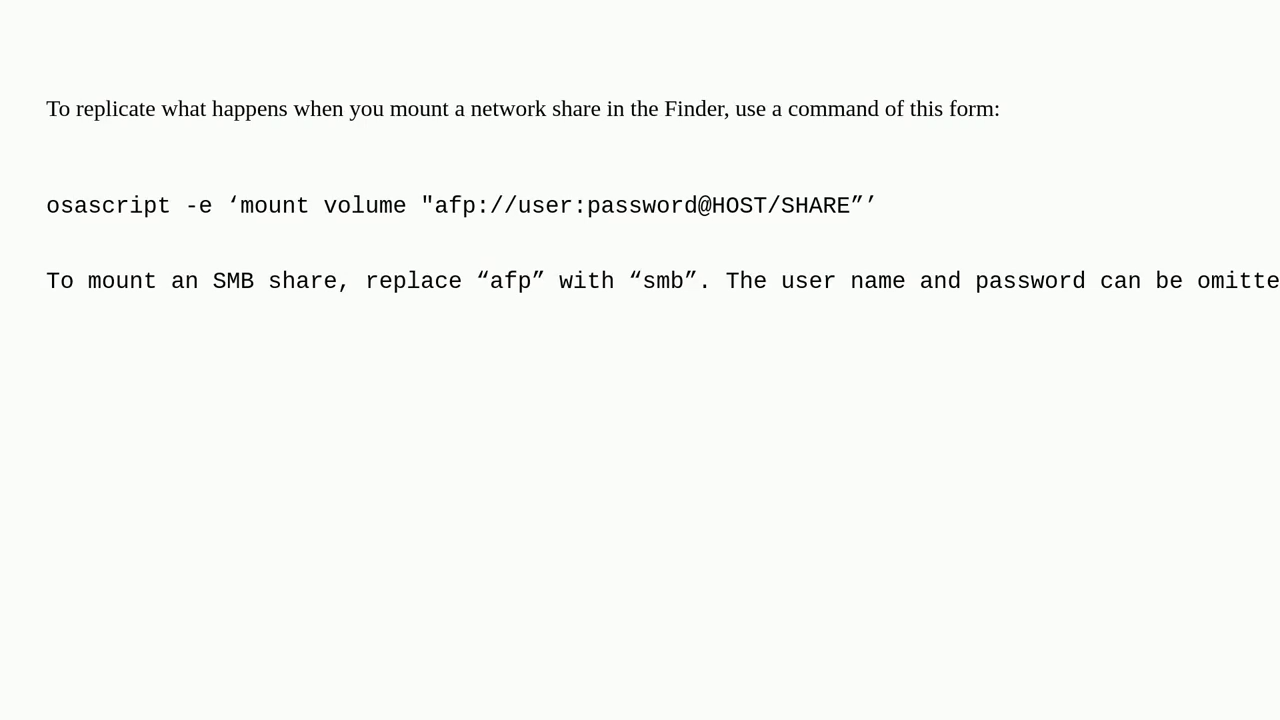 To replicate what happens when you mount a network share in the Finder, use a command of this form:
osascript -e ‘mount volume "afp://user:password@HOST/SHARE”’
To mount an SMB share, replace “afp” with “smb”. The user name and password can be omitte